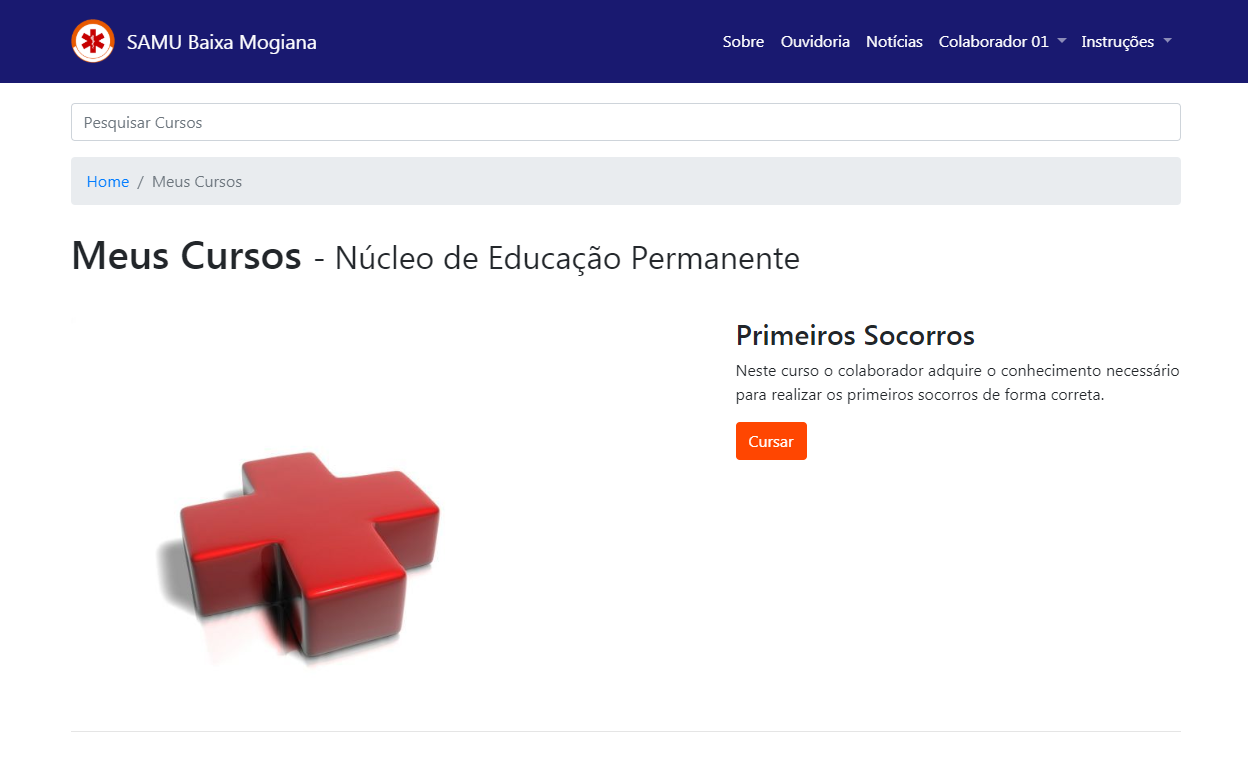 SAMU Baixa Mogiana
Sobre Ouvidoria Notícias Colaborador 01 Instruções
Pesquisar Cursos
Home / Meus Cursos
Meus Cursos - Núcleo de Educação Permanente
Primeiros Socorros
Neste curso o colaborador adquire o conhecimento necessário
para realizar os primeiros socorros de forma correta.
Cursar